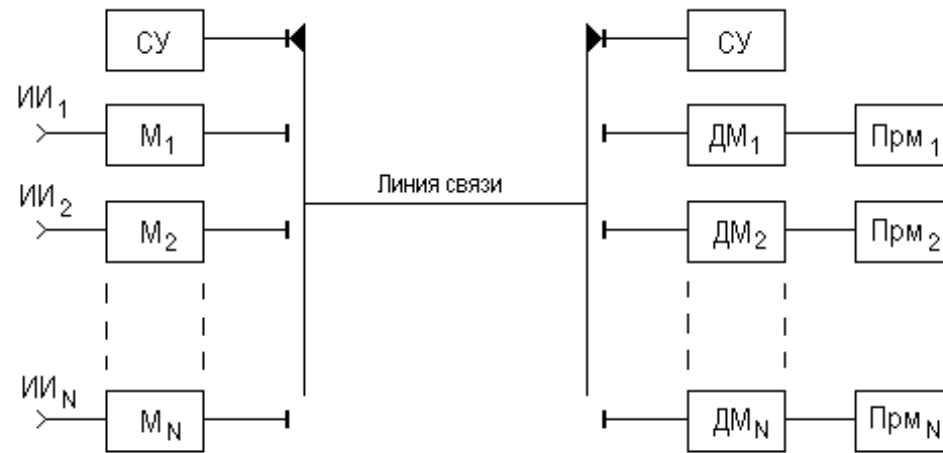 СУ СУ
ИИ1 М1 ДМ1 Прм1
Линия связи
ИИ2 М2 ДМ2 Прм2
ИИN МN ДМN ПрмN